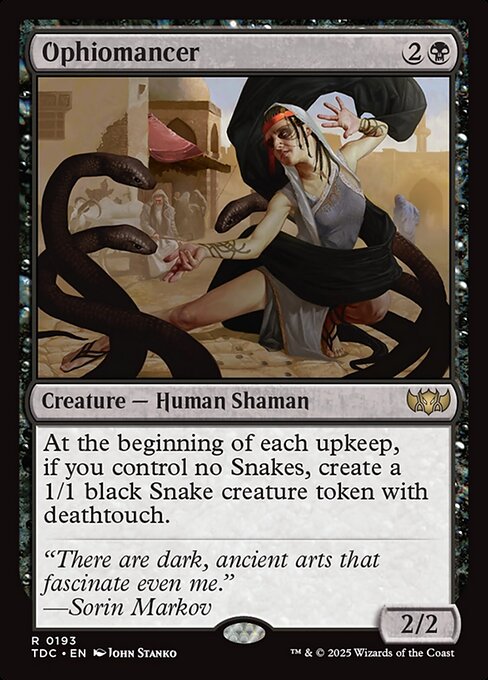 Ophiomancer 2
Creature — Human Shaman
At the beginning of each upkeep,
if you control no Snakes, create a
1/1 black Snake creature token with
deathtouch.
“There are dark, ancient arts that
fascinate even me.”
—Sorin Markov
2/2
R 0193
TDC • EN JOHN STANKO
™ & © 2025 Wizards of the Coast